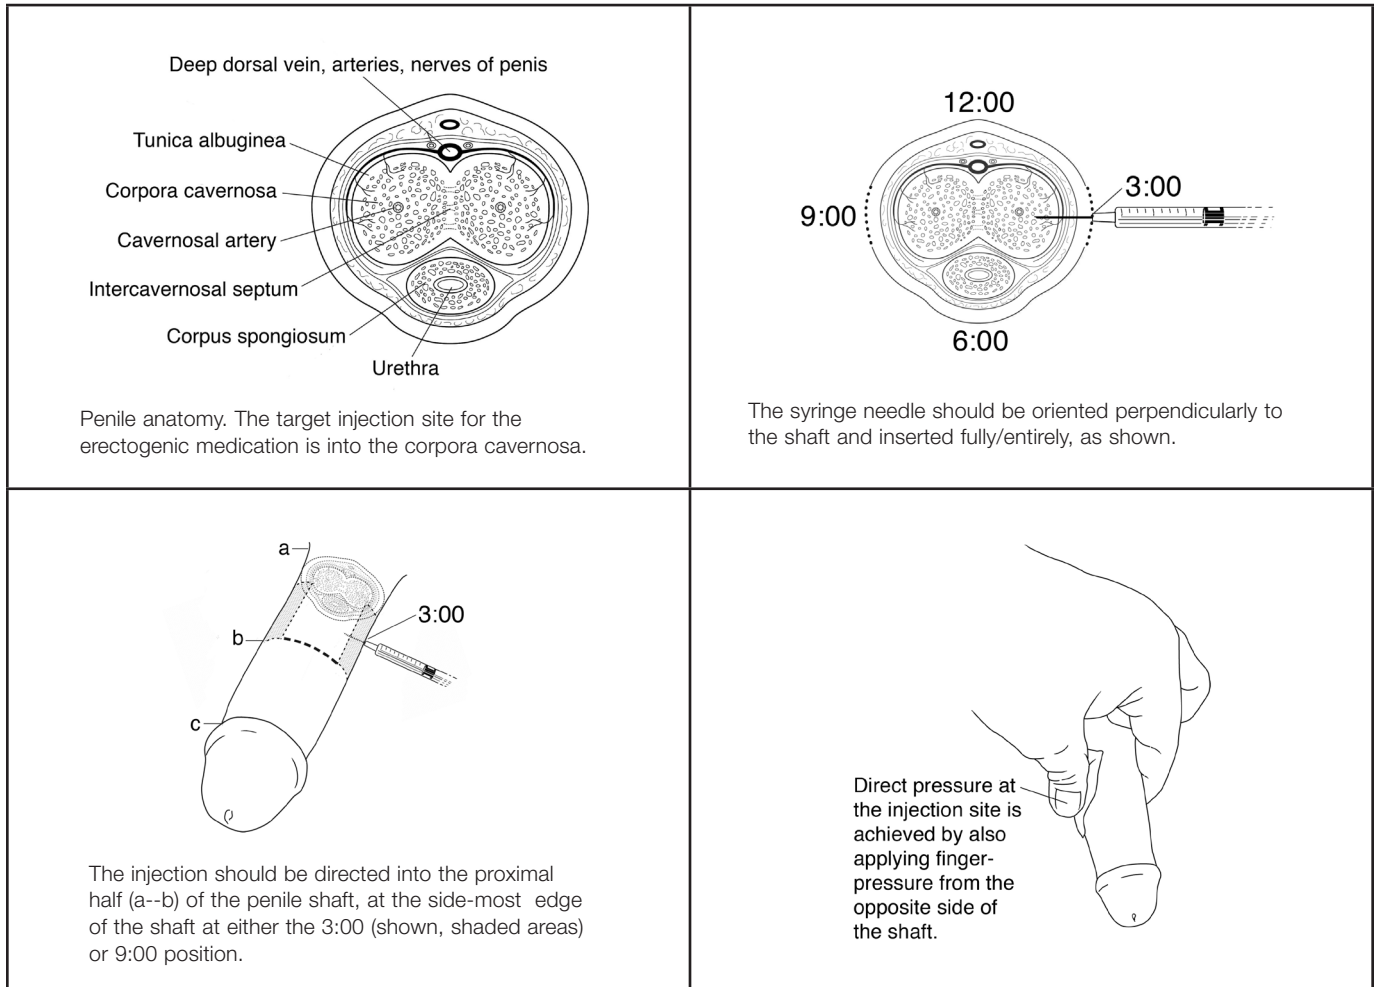 Deep dorsal vein, arteries, nerves of penis
Tunica albuginea
Corpora cavernosa
Cavernosal artery
Intercavernosal septum
Corpus spongiosum
Urethra
Penile anatomy. The target injection site for the
erectogenic medication is into the corpora cavernosa.
12:00
3:00
9:00
6:00
The syringe needle should be oriented perpendicularly to
the shaft and inserted fully/entirely, as shown.
a
3:00
b
c
The injection should be directed into the proximal
half (a--b) of the penile shaft, at the side-most edge
of the shaft at either the 3:00 (shown, shaded areas)
or 9:00 position.
Direct pressure at
the injection site is
achieved by also
applying finger-
pressure from the
opposite side of
the shaft.